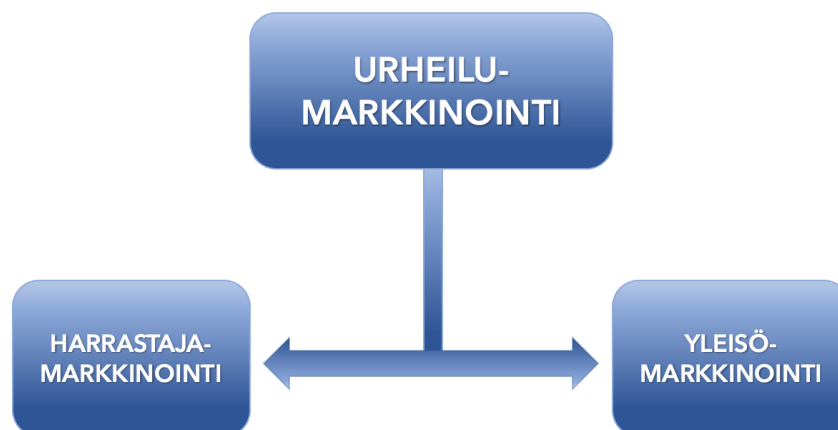 URHEILU-
MARKKINOINTI
HARRASTAJA-
MARKKINOINTI
YLEISÖ-
MARKKINOINTI